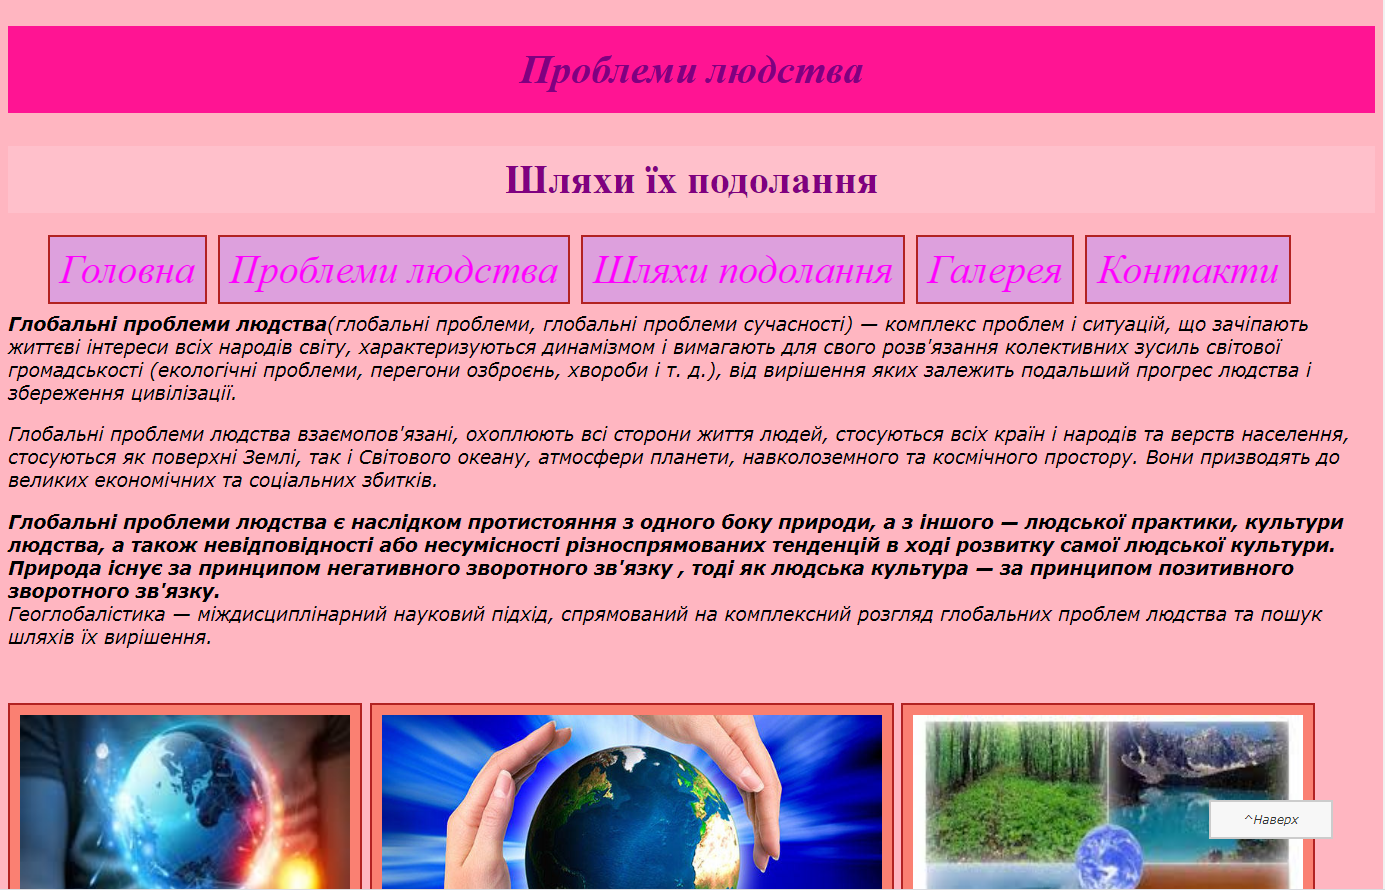 Проблеми людства
Шляхи їх подолання
Головна Проблеми людства Шляхи подолання Галерея Контакти
Глобальні проблеми людства(глобальні проблеми, глобальні проблеми сучасності) — комплекс проблем і ситуацій, що зачіпають
життєві інтереси всіх народів світу, характеризуються динамізмом і вимагають для свого розв'язання колективних зусиль світової
громадськості (екологічні проблеми, перегони озброєнь, хвороби і т. д.), від вирішення яких залежить подальший прогрес людства і
збереження цивілізації.
Глобальні проблеми людства взаємопов'язані, охоплюють всі сторони життя людей, стосуються всіх країн і народів та верств населення,
стосуються як поверхні Землі, так і Світового океану, атмосфери планети, навколоземного та космічного простору. Вони призводять до
великих економічних та соціальних збитків.
Глобальні проблеми людства є наслідком протистояння з одного боку природи, а з іншого — людської практики, культури
людства, а також невідповідності або несумісності різноспрямованих тенденцій в ході розвитку самої людської культури.
Природа існує за принципом негативного зворотного зв'язку , тоді як людська культура — за принципом позитивного
зворотного зв'язку.
Геоглобалістика — міждисциплінарний науковий підхід, спрямований на комплексний розгляд глобальних проблем людства та пошук
шляхів їх вирішення.
^Наверх